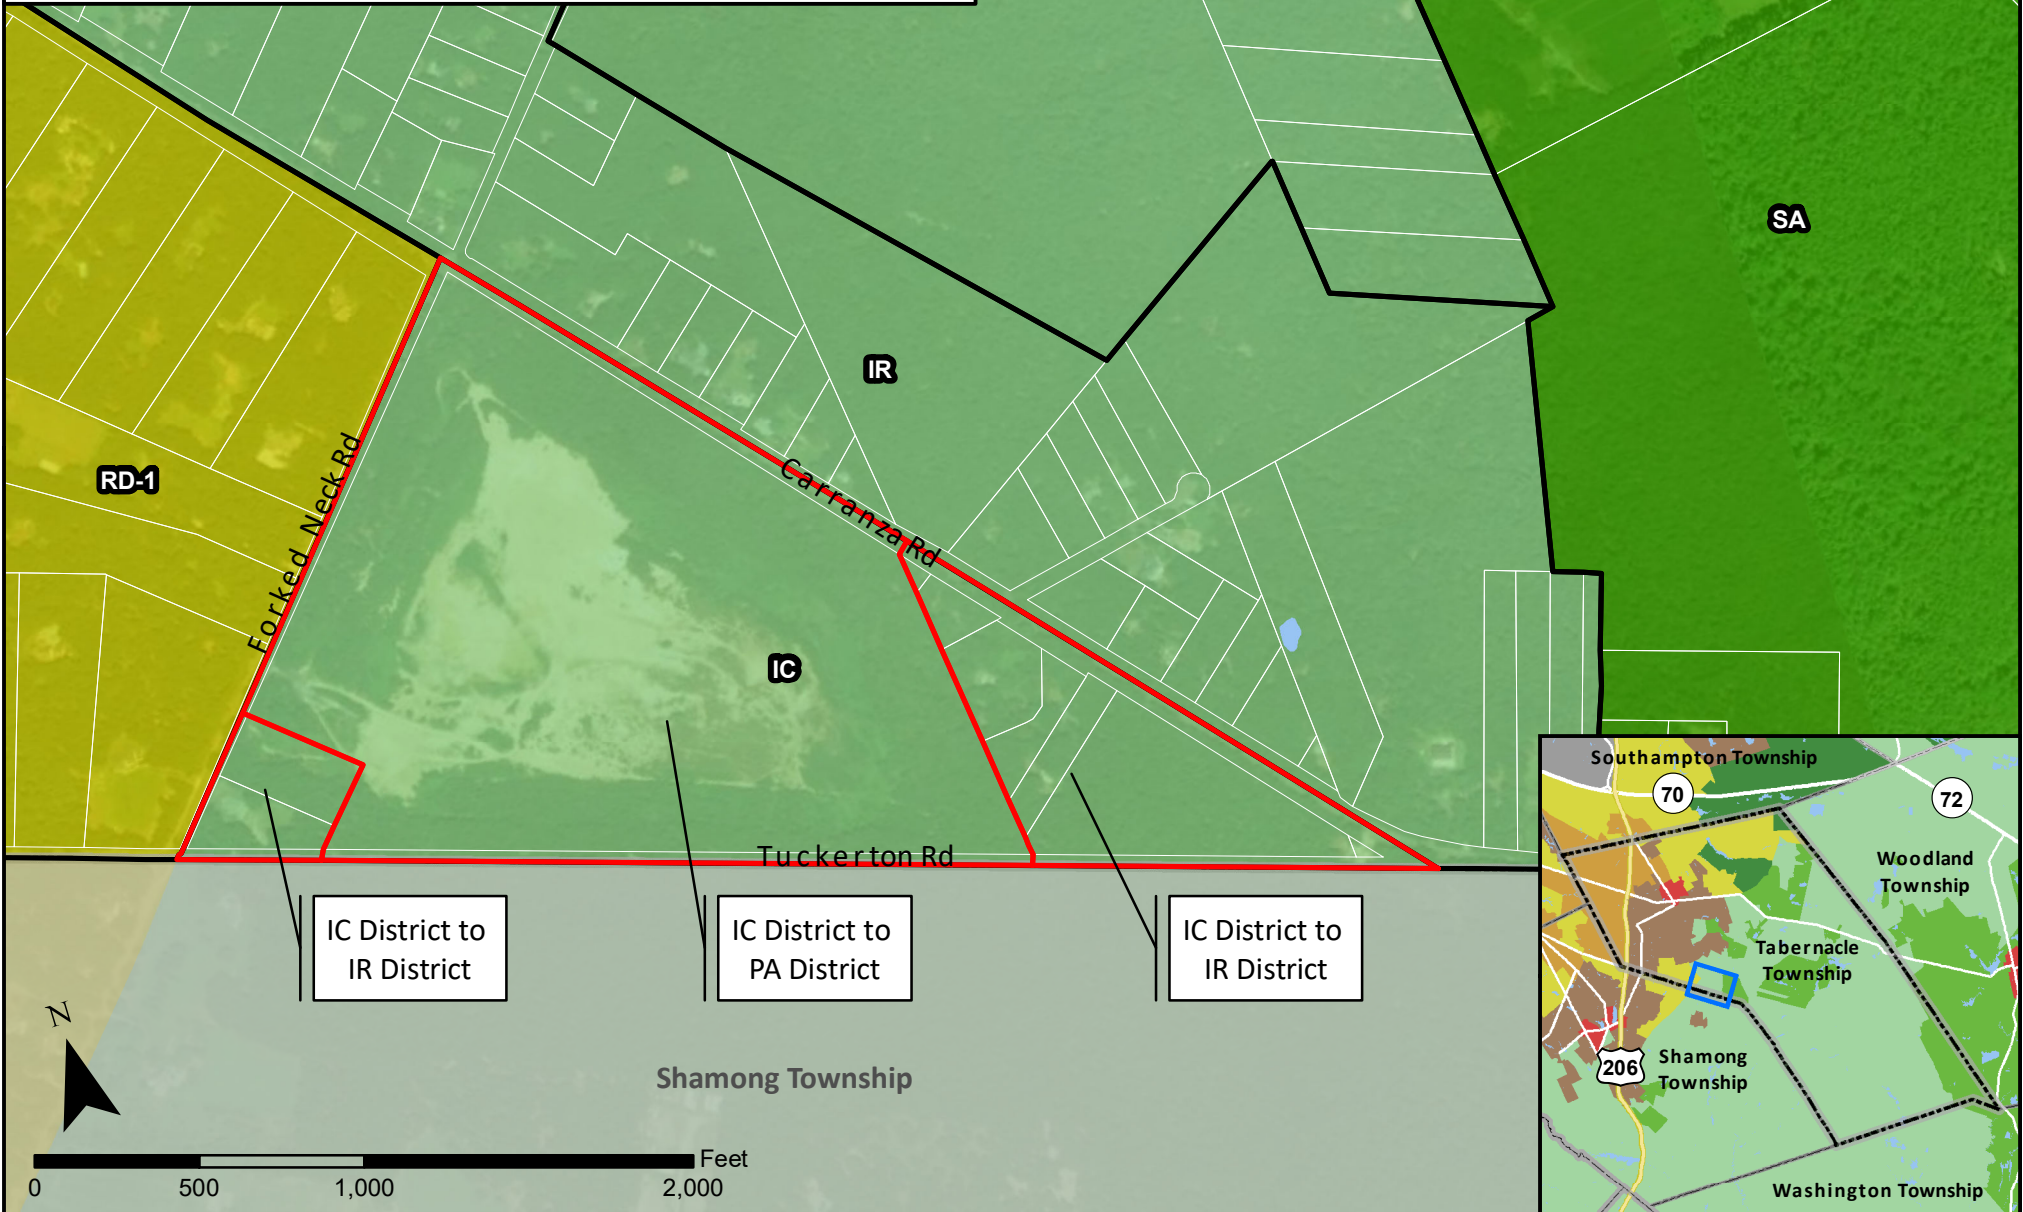 SA
IR
RD-1
Forked Neck Rd
Carranza Rd
IC
Tuckerton Rd
IC District to
IR District
IC District to
PA District
IC District to
IR District
N
Shamong Township
Feet
0
500
1,000
2,000
Southampton Township
70
72
Woodland
Township
Tabernacle
Township
206
Shamong
Township
Washington Township